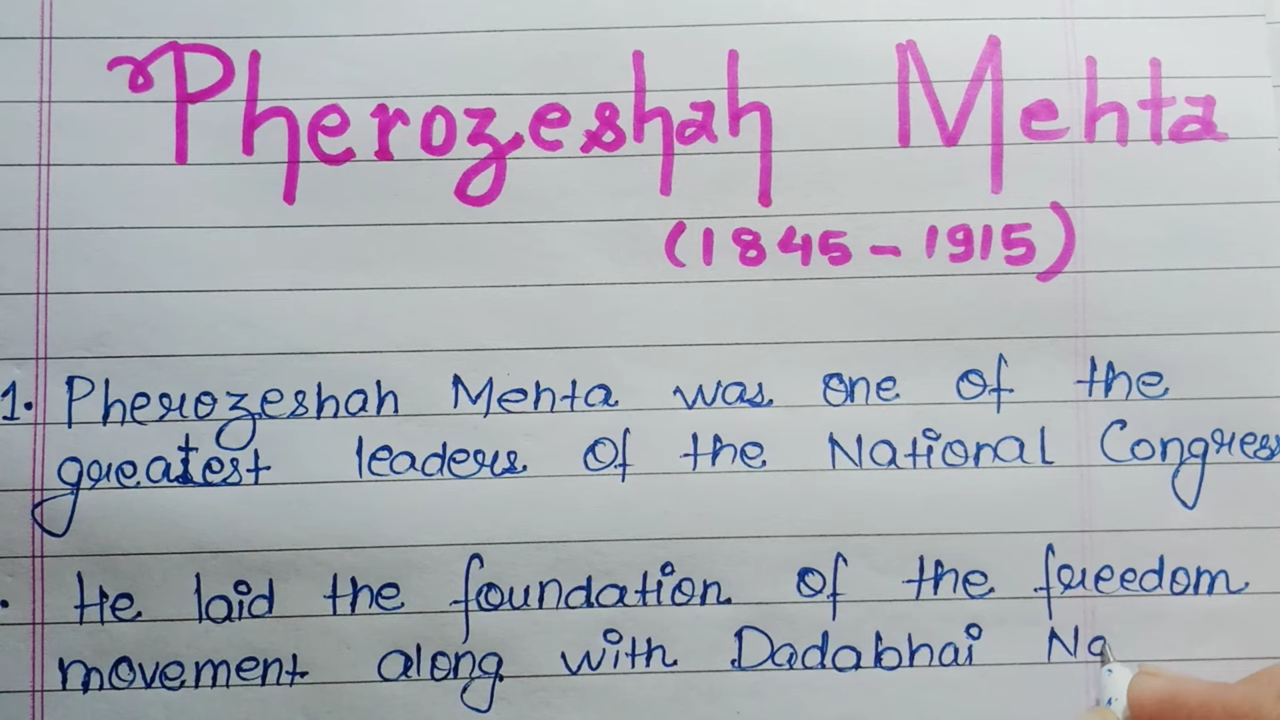 Pherozeshah Mehta
(1845-1915)
1. Pherozeshah Mehta was one of the
greatest leaders of the National Congress
. He laid the foundation of the freedom
movement along with Dadabhai Na